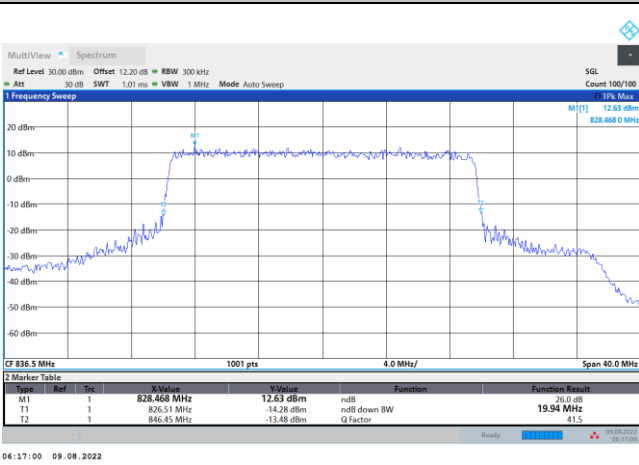 MultiView Spectrum
Ref Level 30.00 dBm Offset 12.20 dB RBW 300 kHz SGL
Att 30 dB SWT 1.01 ms VBW 1 MHz Mode Auto Sweep Count 100/100
1 Frequency Sweep 1Pk Max
M1[1] 12.63 dBm
828.468 0 MHz
M1
20 dBm
10 dBm
0 dBm
-10 dBm
-20 dBm
-30 dBm
-40 dBm
-50 dBm
-60 dBm
CF 836.5 MHz 1001 pts 4.0 MHz/ Span 40.0 MHz
2 Marker Table
Type Ref Trc X-Value Y-Value Function Function Result
M1 1 828.468 MHz 12.63 dBm ndB 26.0 dB
T1 1 826.51 MHz -14.28 dBm ndB down BW 19.94 MHz
T2 1 846.45 MHz -13.48 dBm Q Factor 41.5
Ready 09.08.2022
06:17:00
06:17:00 09.08.2022